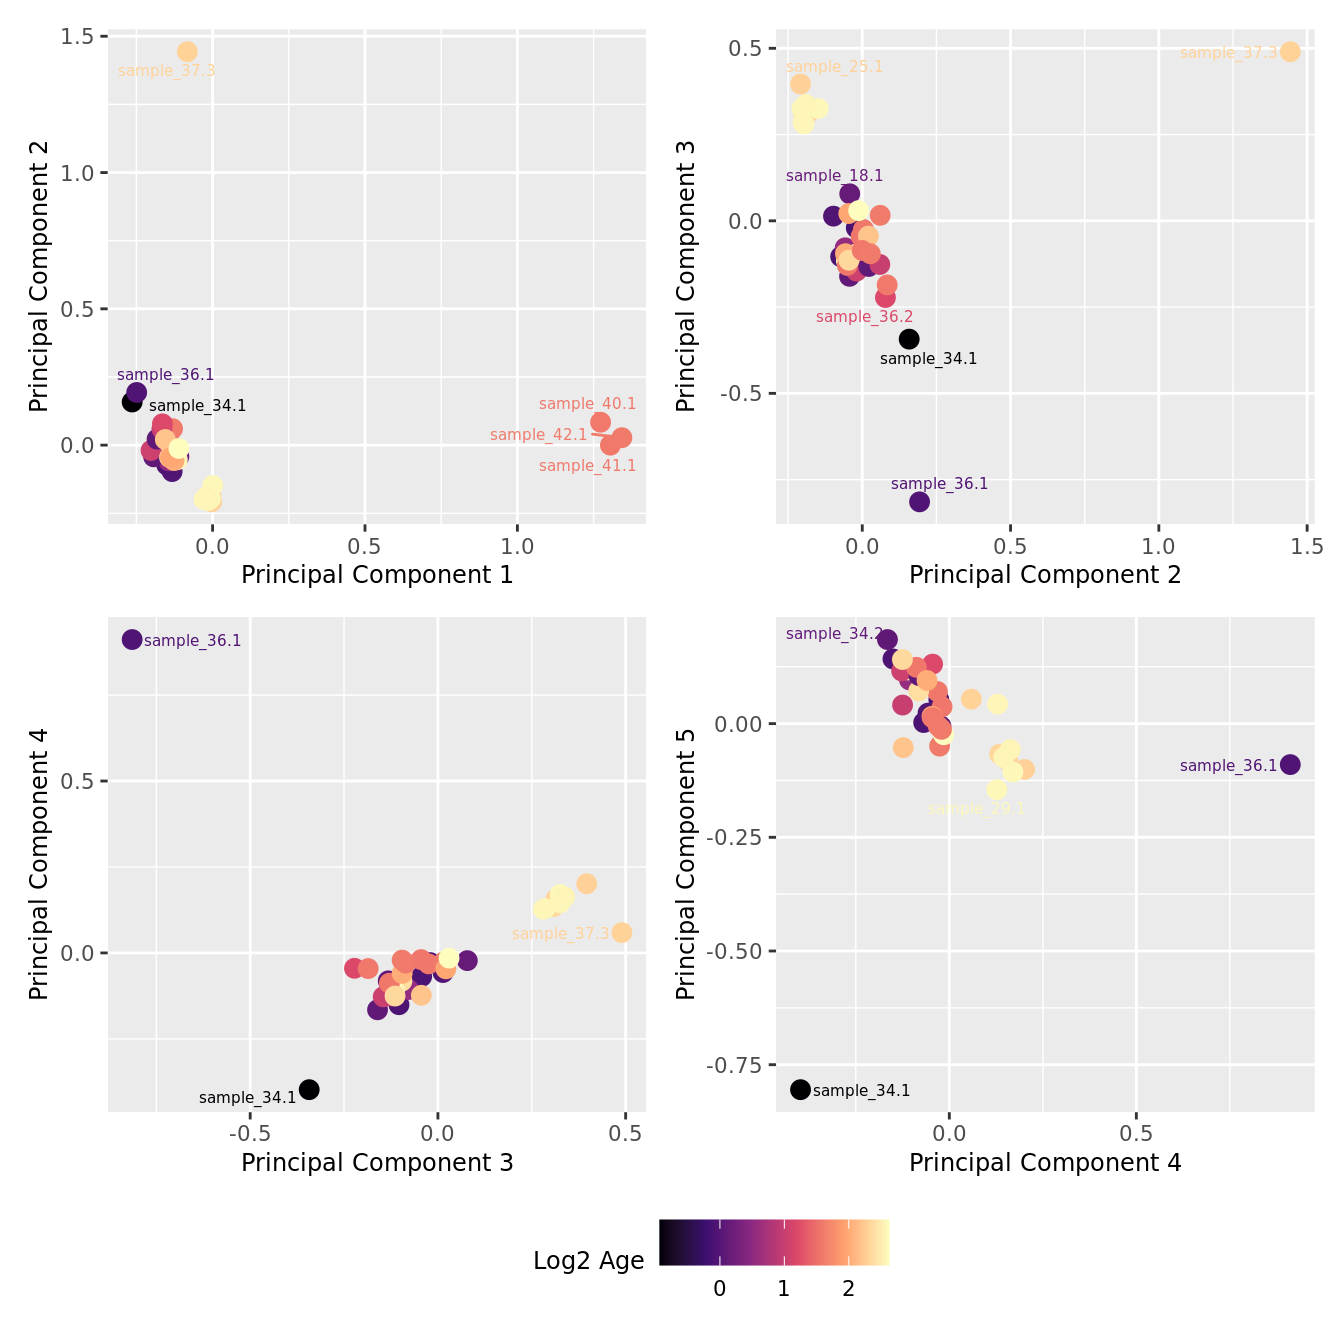 1.5
1.0
0.5
0.0
Principal Component 2
sample_37.3
sample_36.1
sample_34.1
sample_40.1
sample_42.1
sample_41.1
0.0 0.5 1.0
Principal Component 1
0.5
0.0
-0.5
Principal Component 3
sample_37.3
sample_25.1
sample_18.1
sample_36.2
sample_34.1
sample_36.1
0.0 0.5 1.0 1.5
Principal Component 2
0.5
0.0
Principal Component 4
sample_36.1
sample_37.3
sample_34.1
-0.5 0.0 0.5
Principal Component 3
0.00
-0.25
-0.50
-0.75
Principal Component 5
sample_34.2
sample_36.1
sample_29.1
sample_34.1
0.0 0.5
Principal Component 4
Log2 Age
0 1 2